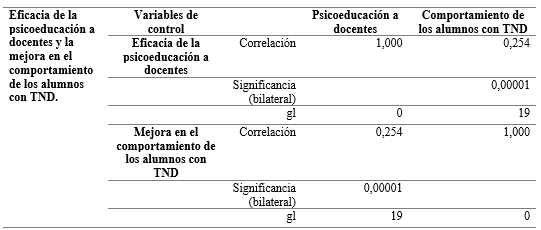 Eficacia de la Variables de Psicoeducación a Comportamiento de
psicoeducación a control docentes los alumnos con TND
docentes y la Eficacia de la Correlación 1,000 0,254
mejora en el psicoeducación a
comportamiento docentes
de los alumnos Significancia 0,00001
con TND. (bilateral)
gl 0 19
Mejora en el Correlación 0,254 1,000
comportamiento de
los alumnos con
TND
Significancia 0,00001
(bilateral)
gl 19 0